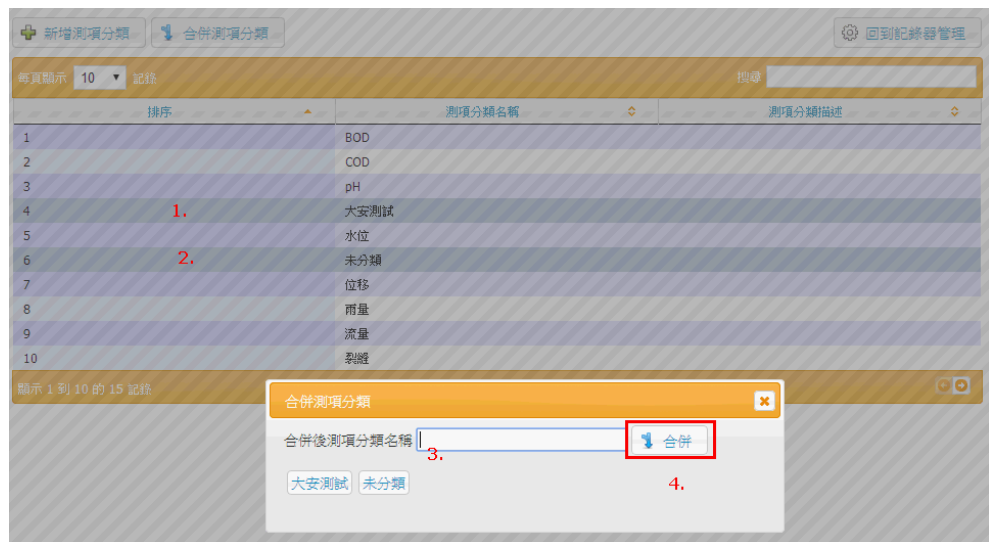 新增測項分類 合併測項分類 回到記錄器管理
每頁顯示 10 記錄 搜尋
排序 測項分類名稱 測項分類描述
1 BOD
2 COD
3 pH
4 1. 大安測試
5 水位
6 2. 未分類
7 位移
8 雨量
9 流量
10 裂縫
顯示 1 到 10 的 15 記錄
合併測項分類
合併後測項分類名稱 3. 合併
大安測試 未分類 4.